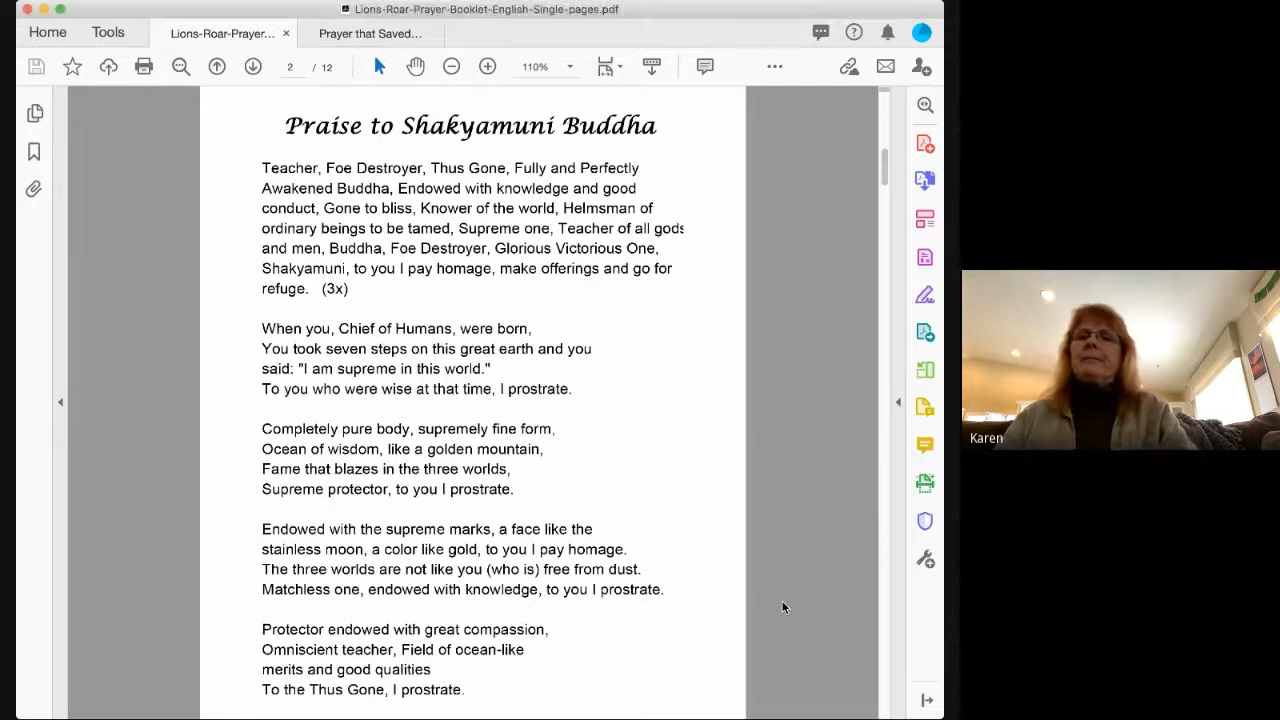 Lions-Roar-Prayer-Booklet-English-Single-pages.pdf
Home
Tools
Lions-Roar-Prayer... ×
Prayer that Saved...
2 / 12
110%
Praise to Shakyamuni Buddha
Teacher, Foe Destroyer, Thus Gone, Fully and Perfectly
Awakened Buddha, Endowed with knowledge and good
conduct, Gone to bliss, Knower of the world, Helmsman of
ordinary beings to be tamed, Supreme one, Teacher of all gods
and men, Buddha, Foe Destroyer, Glorious Victorious One,
Shakyamuni, to you I pay homage, make offerings and go for
refuge. (3x)
When you, Chief of Humans, were born,
You took seven steps on this great earth and you
said: "I am supreme in this world."
To you who were wise at that time, I prostrate.
Completely pure body, supremely fine form,
Ocean of wisdom, like a golden mountain,
Fame that blazes in the three worlds,
Supreme protector, to you I prostrate.
Endowed with the supreme marks, a face like the
stainless moon, a color like gold, to you I pay homage.
The three worlds are not like you (who is) free from dust.
Matchless one, endowed with knowledge, to you I prostrate.
Protector endowed with great compassion,
Omniscient teacher, Field of ocean-like
merits and good qualities
To the Thus Gone, I prostrate.
Karen